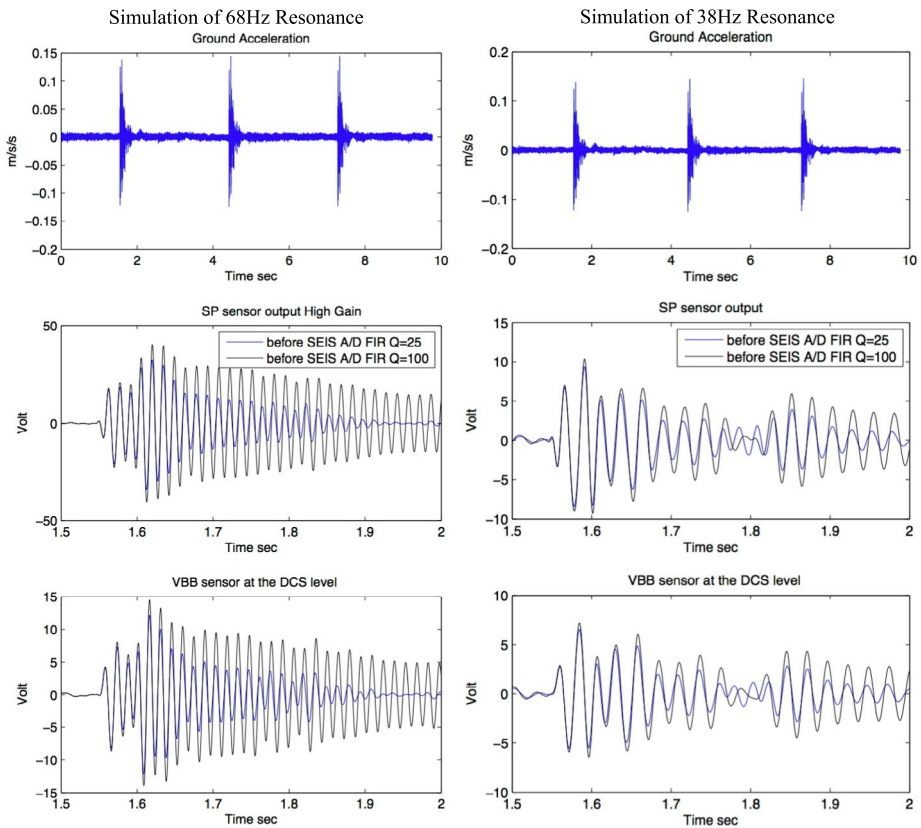 Simulation of 68Hz Resonance
Ground Acceleration
0.15
0.1
0.05
0
−0.05
−0.1
−0.15
−0.2
m/s/s
0 2 4 6 8 10
Time sec
SP sensor output High Gain
50
0
−50
Volt
before SEIS A/D FIR Q=25
before SEIS A/D FIR Q=100
1.5 1.6 1.7 1.8 1.9 2
Time sec
VBB sensor at the DCS level
15
10
5
0
−5
−10
−15
Volt
1.5 1.6 1.7 1.8 1.9 2
Time sec
Simulation of 38Hz Resonance
Ground Acceleration
0.2
0.1
0
−0.1
−0.2
m/s/s
0 2 4 6 8 10
Time sec
SP sensor output
15
10
5
0
−5
−10
Volt
before SEIS A/D FIR Q=25
before SEIS A/D FIR Q=100
1.5 1.6 1.7 1.8 1.9 2
Time sec
VBB sensor at the DCS level
10
5
0
−5
−10
Volt
1.5 1.6 1.7 1.8 1.9 2
Time sec